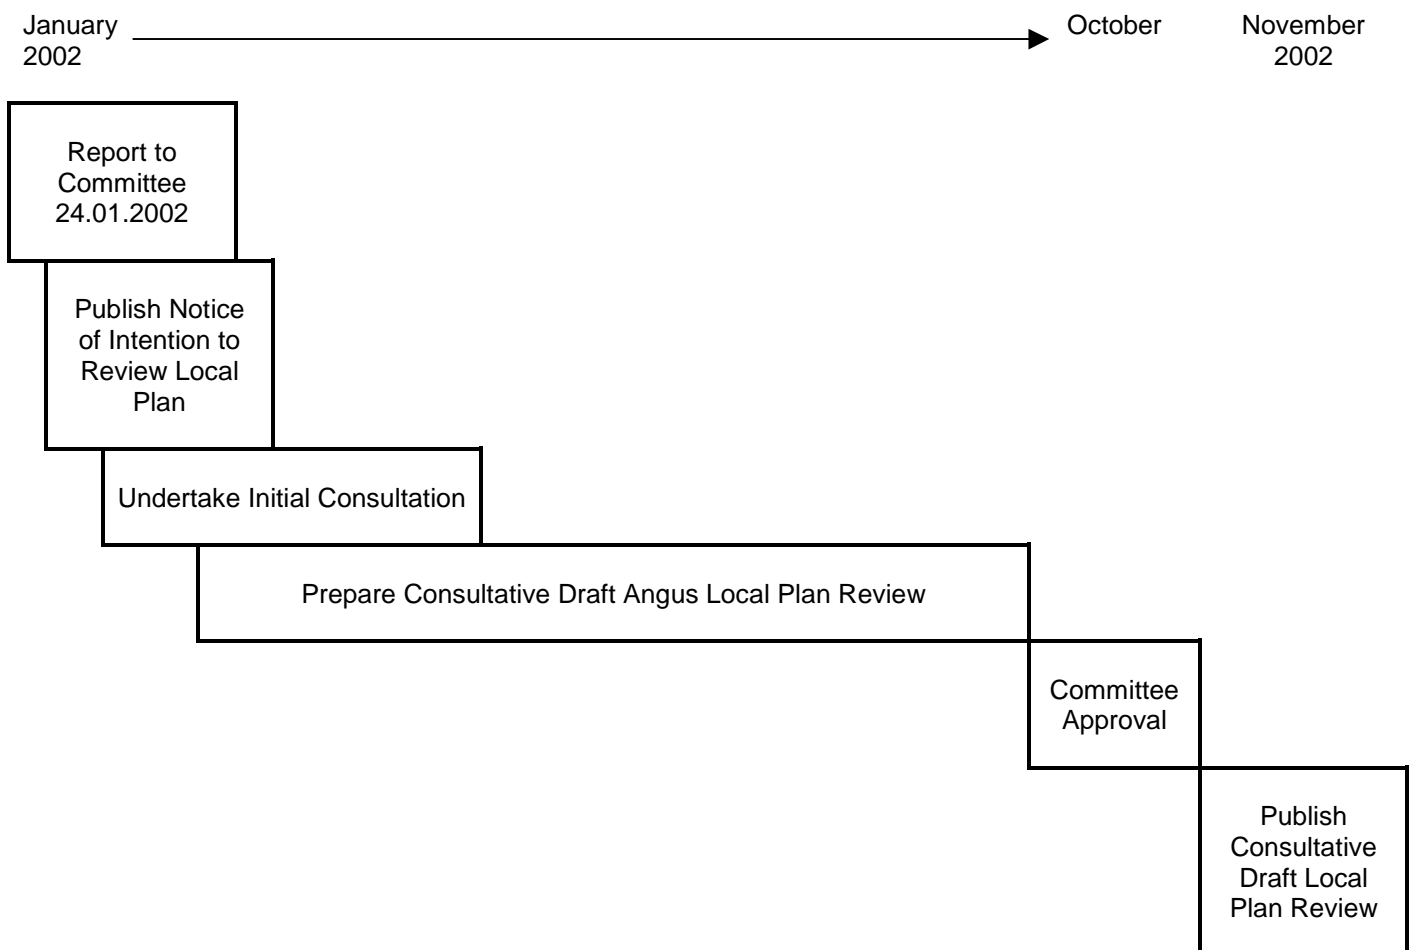 January
2002
October
November
2002
Report to
Committee
24.01.2002
Publish Notice
of Intention to
Review Local
Plan
Undertake Initial Consultation
Prepare Consultative Draft Angus Local Plan Review
Committee
Approval
Publish
Consultative
Draft Local
Plan Review